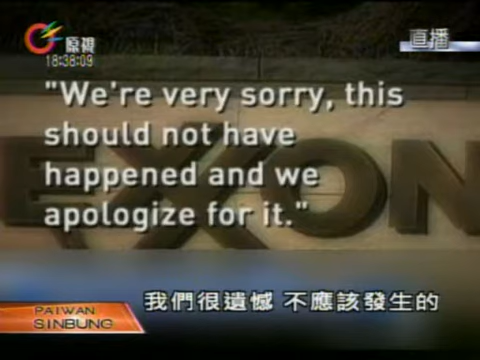 原視
直播
18:38:09
"We're very sorry, this
should not have
happened and we
apologize for it."
EXXON
我們很遺憾 不應該發生的
PAIWAN
SINBUNG